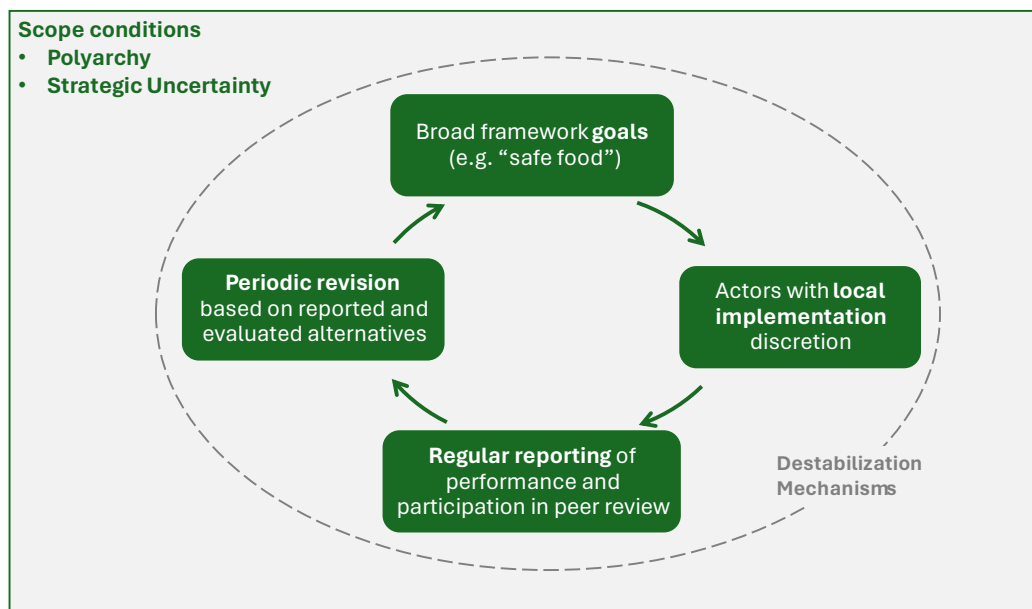 Scope conditions
• Polyarchy
• Strategic Uncertainty
Broad framework goals
(e.g. “safe food”)
Periodic revision
based on reported and
evaluated alternatives
Actors with local
implementation
discretion
Regular reporting of
performance and
participation in peer review
Destabilization
Mechanisms